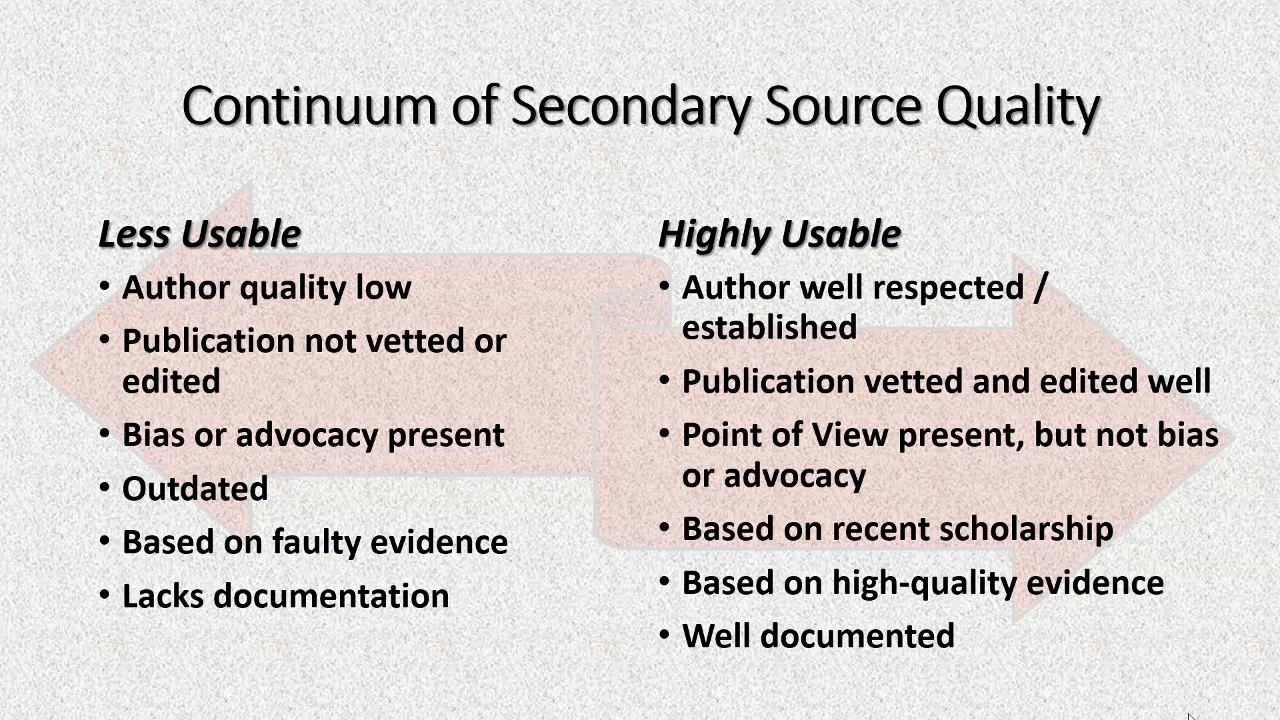 Continuum of Secondary Source Quality
Less Usable
• Author quality low
• Publication not vetted or
edited
• Bias or advocacy present
• Outdated
• Based on faulty evidence
• Lacks documentation
Highly Usable
• Author well respected /
established
• Publication vetted and edited well
• Point of View present, but not bias
or advocacy
• Based on recent scholarship
• Based on high-quality evidence
• Well documented